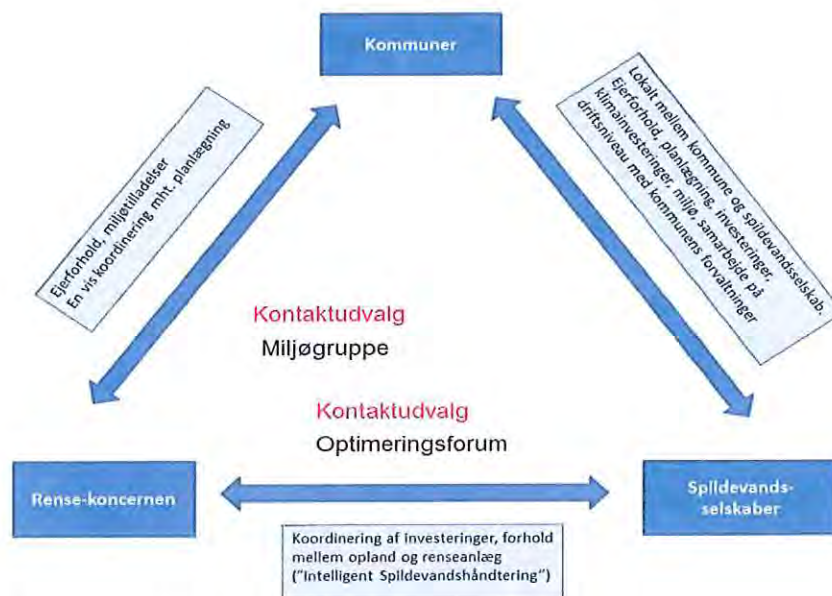 Kommuner
Ejerforhold, miljøtilladelser
En vis koordinering mht. planlægning
Lokalt mellem kommune og spildevandsselskab.
Ejerforhold, planlægning, investeringer,
klimainvesteringer, miljø, samarbejde på
driftsniveau med kommunens forvaltninger
Kontaktudvalg
Miljøgruppe
Kontaktudvalg
Optimeringsforum
Rense-koncernen
Spildevands-
selskaber
Koordinering af investeringer, forhold
mellem opland og renseanlæg
("Intelligent Spildevandshåndtering")